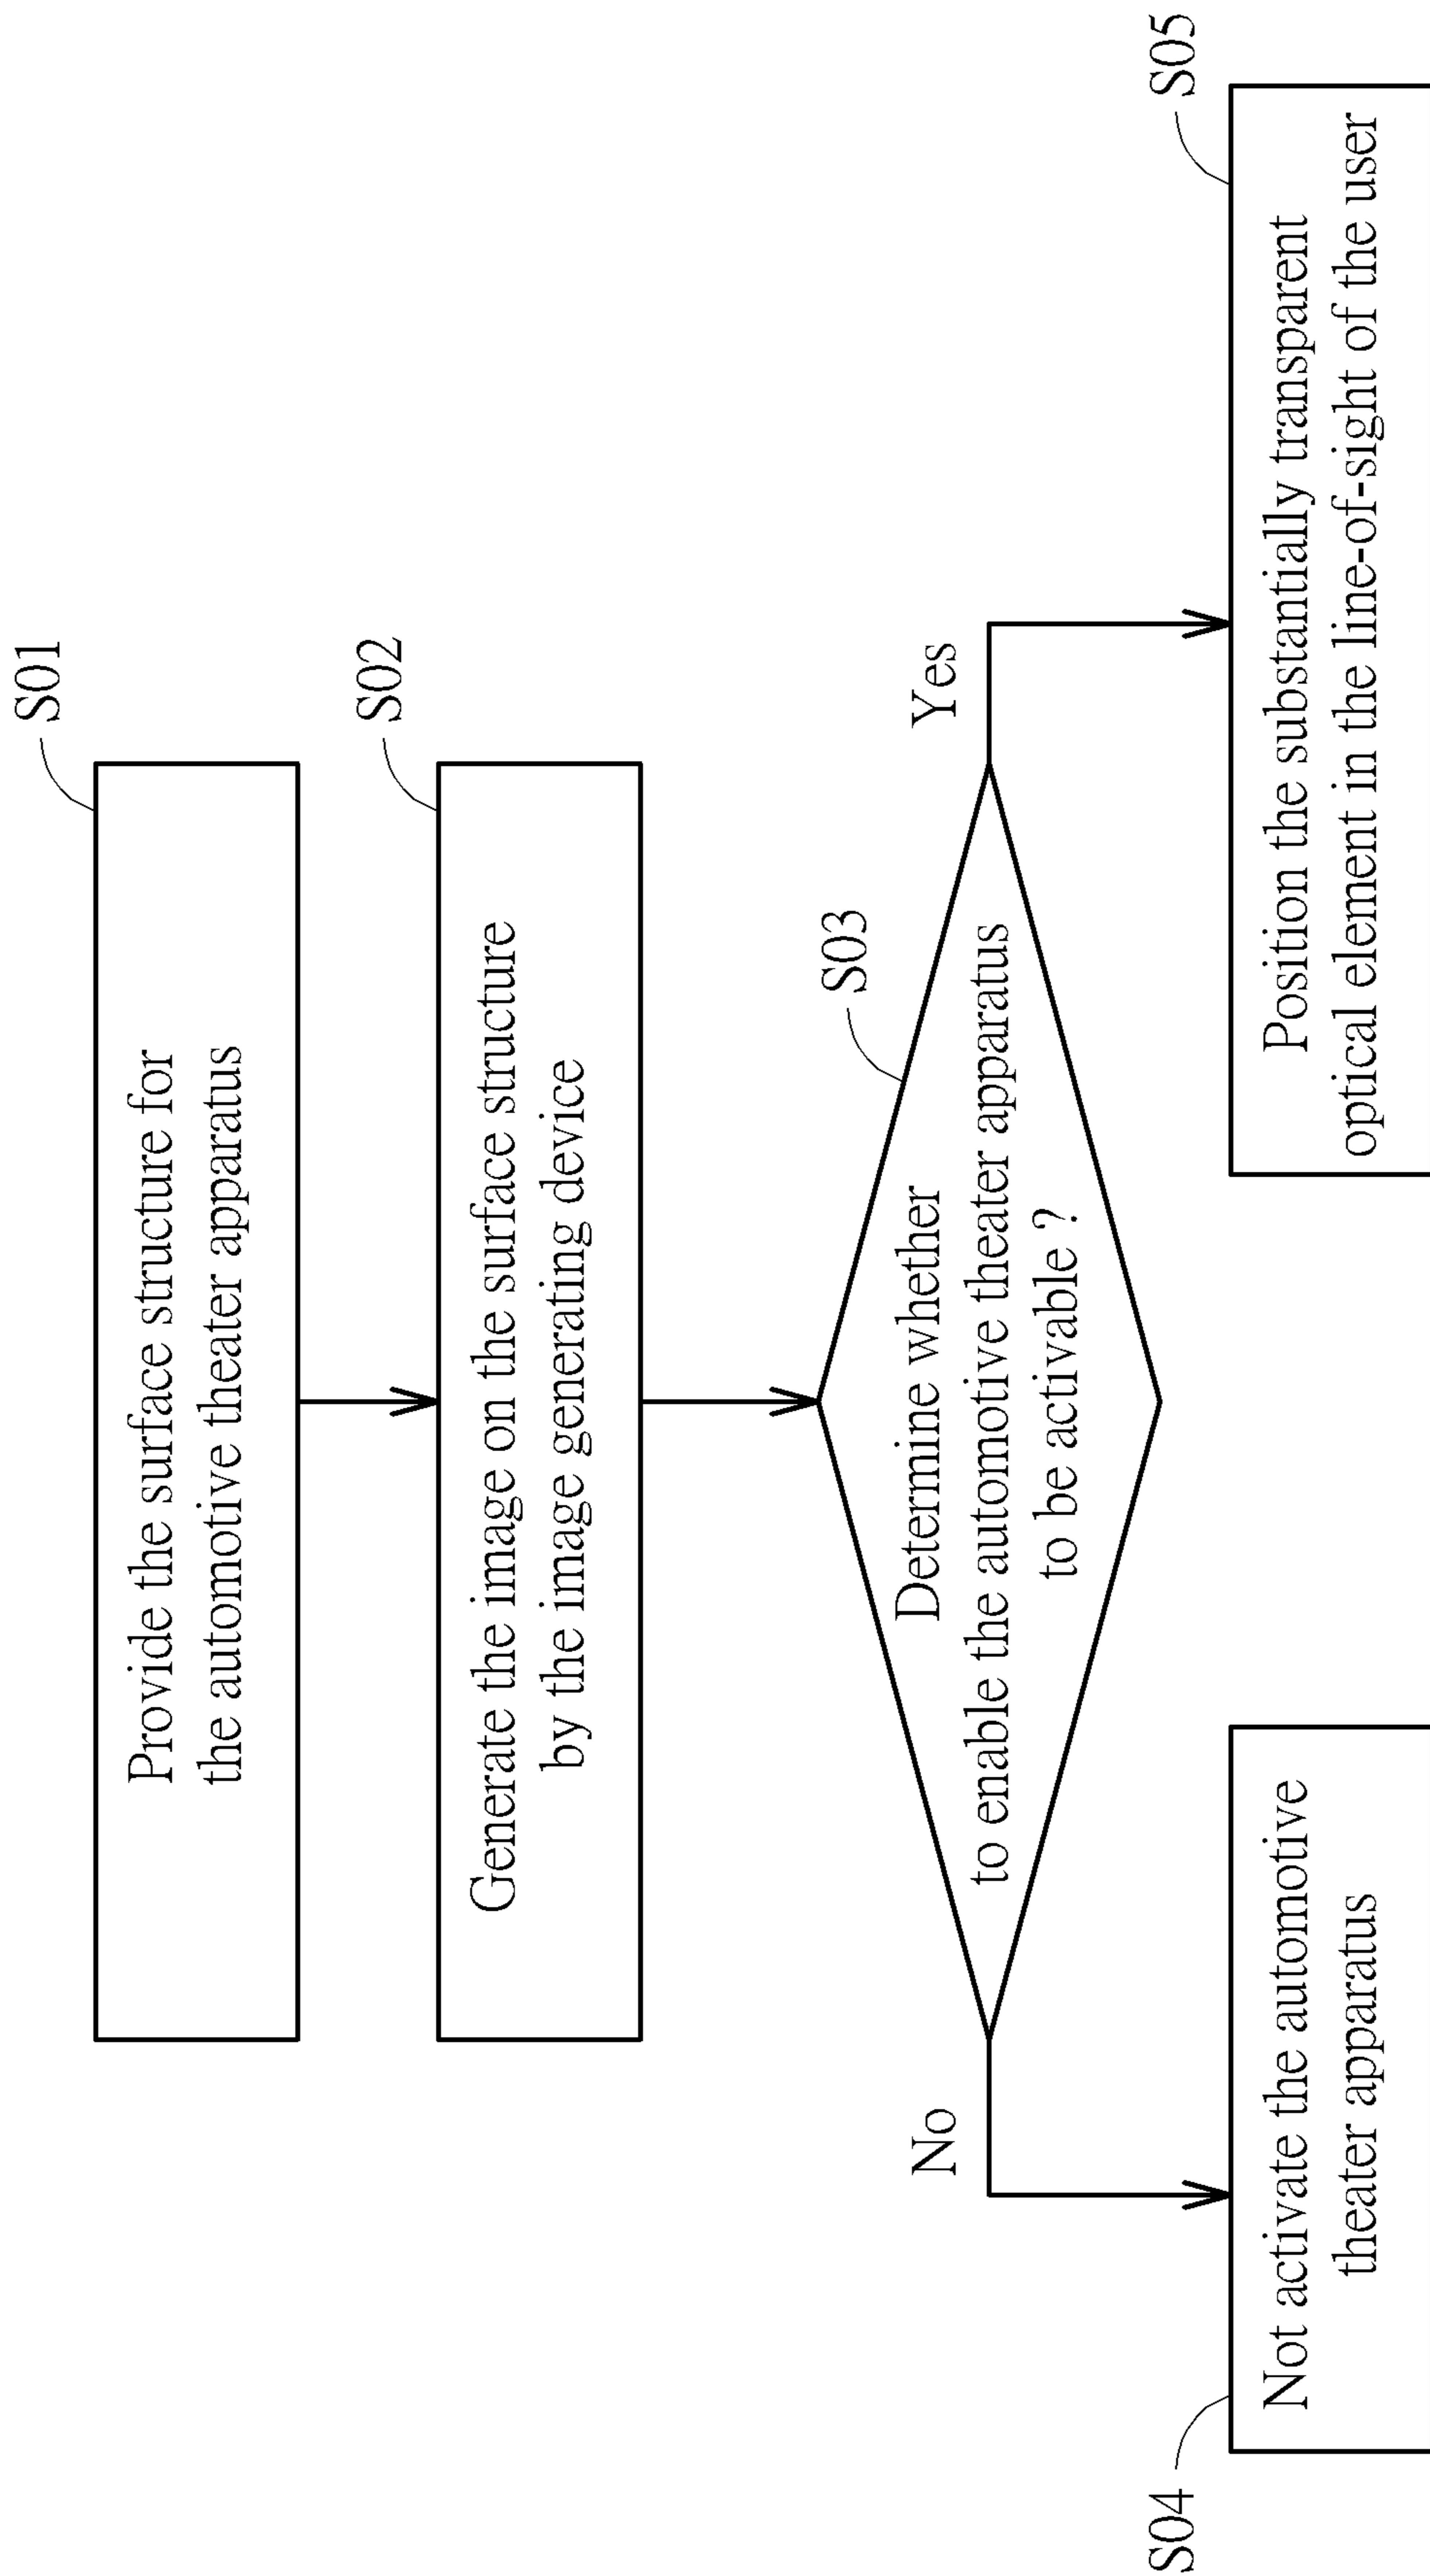 S01
Provide the surface structure for
the automotive theater apparatus
S02
Generate the image on the surface structure
by the image generating device
S03
Determine whether
to enable the automotive theater apparatus
to be activable ?
No
Yes
S04
Not activate the automotive
theater apparatus
S05
Position the substantially transparent
optical element in the line-of-sight of the user